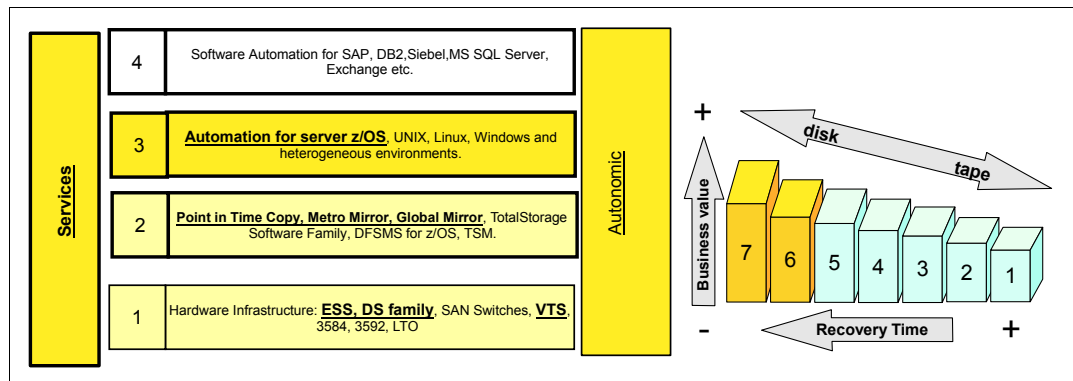 Services
4
Software Automation for SAP, DB2,Siebel,MS SQL Server,
Exchange etc.
3
Automation for server z/OS, UNIX, Linux, Windows and
heterogeneous environments.
2
Point in Time Copy, Metro Mirror, Global Mirror, TotalStorage
Software Family, DFSMS for z/OS, TSM.
1
Hardware Infrastructure: ESS, DS family, SAN Switches, VTS,
3584, 3592, LTO
Autonomic
+
disk
tape
Business value
7
6
5
4
3
2
1
-
Recovery Time
+